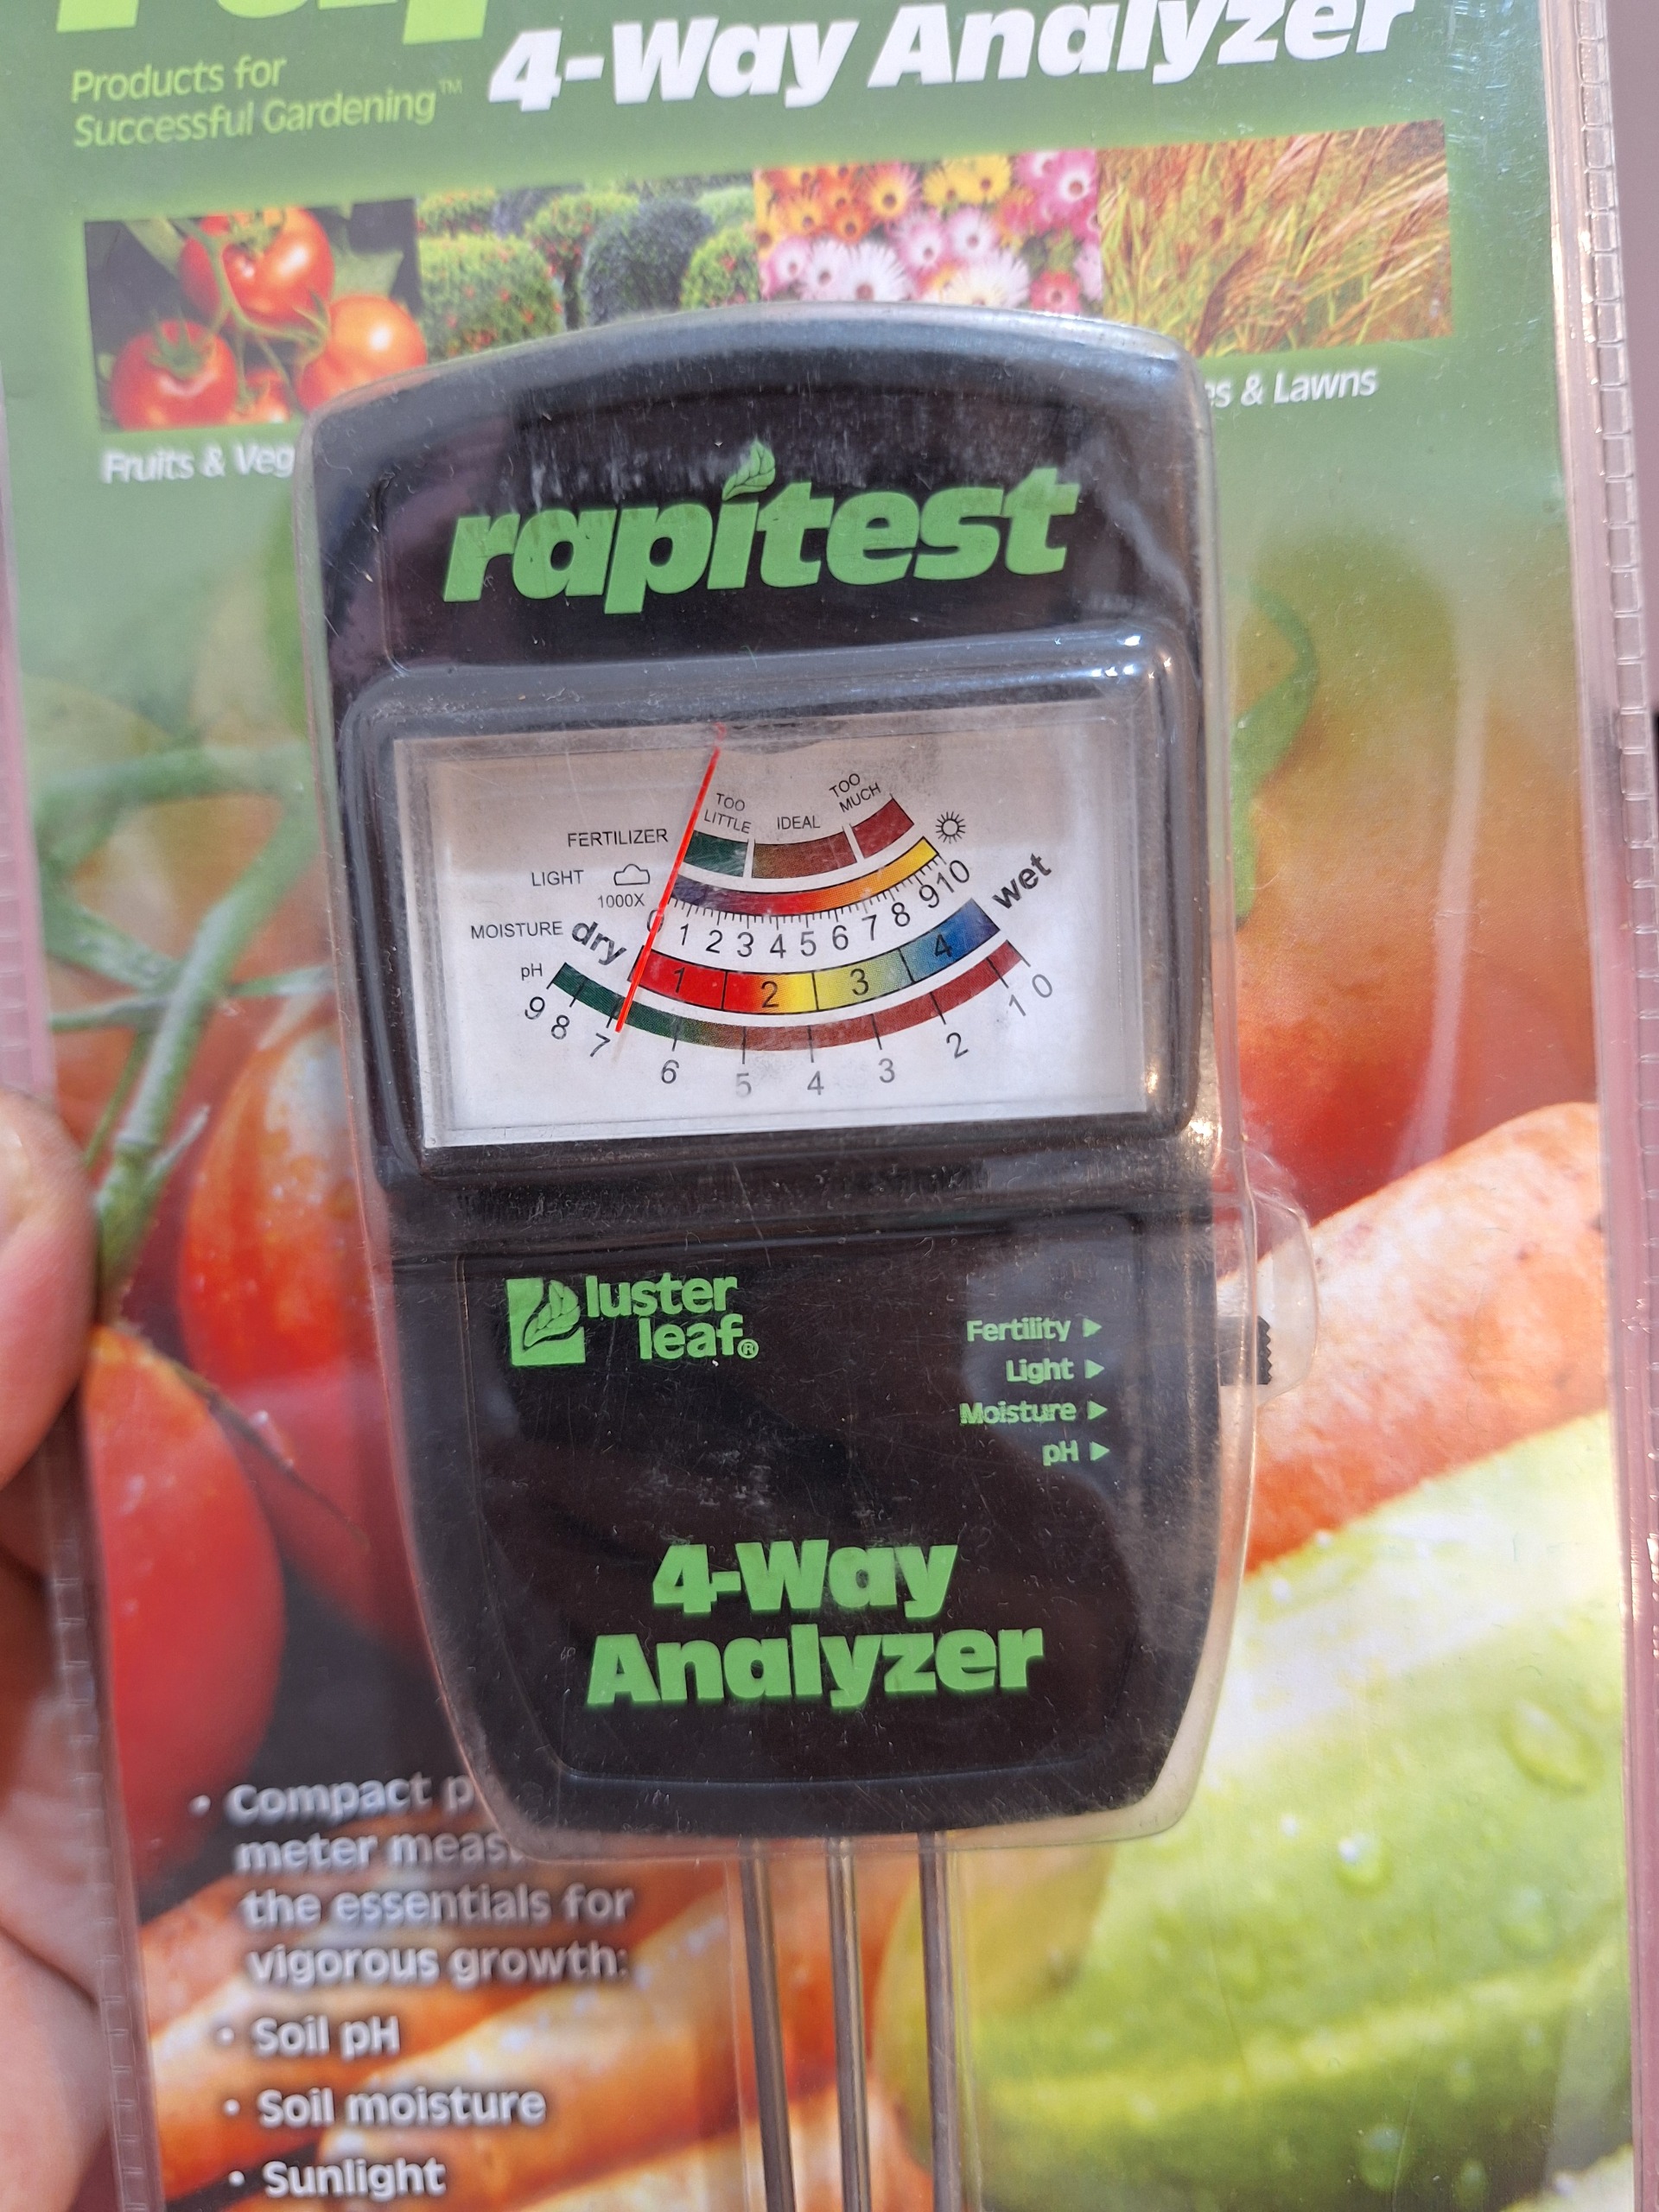 4-Way Analyzer
Products for
Successful Gardening™
Fruits & Veg
& Lawns
rapitest
TOO
LITTLE
IDEAL
TOO
MUCH
FERTILIZER
LIGHT
1000X
0 1 2 3 4 5 6 7 8 9 10
MOISTURE dry 1 2 3 4 wet
pH
9 8 7 6 5 4 3 2 1 0
luster
leaf®
Fertility ▶
Light ▶
Moisture ▶
pH ▶
4-Way
Analyzer
• Compact
meter
the essentials for
vigorous growth:
• Soil pH
• Soil moisture
• Sunlight